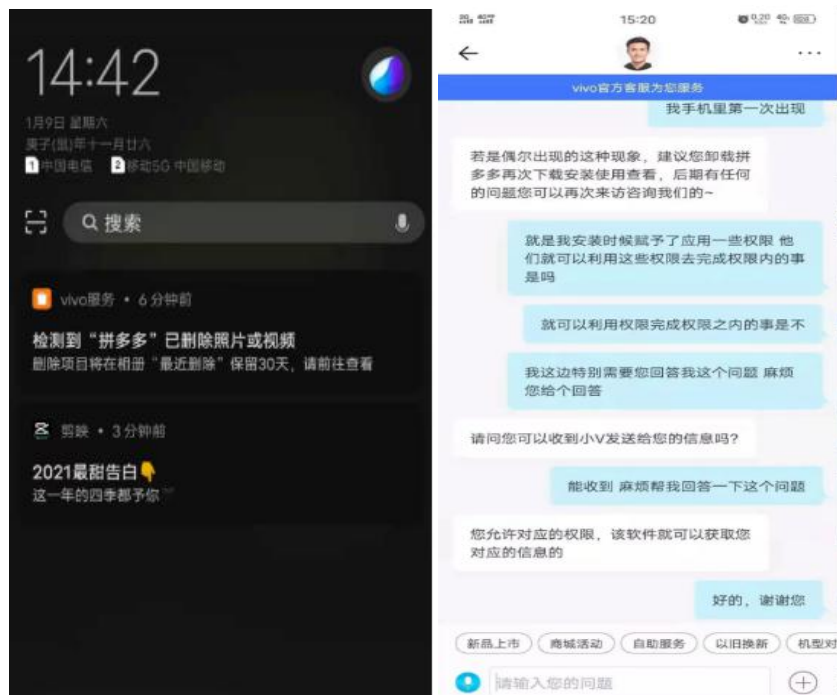 14:42
1月9日 星期六
庚子(鼠)年十一月廿六
1 中国电信 2 移动5G 中国移动
搜索
vivo服务 • 6分钟前
检测到“拼多多”已删除照片或视频
删除项目将在相册“最近删除”保留30天，请前往查看
剪映 • 3分钟前
2021最甜告白
这一年的四季都予你
15:20
vivo官方客服为您服务
我手机里第一次出现
若是偶尔出现的这种现象，建议您卸载拼
多多再次下载安装使用查看，后期有任何
的问题您可以再次来访咨询我们的~
就是我安装时候赋予了应用一些权限 他
们就可以利用这些权限去完成权限内的事
是吗
就可以利用权限完成权限之内的事是不
我这边特别需要您回答我这个问题 麻烦
您给个回答
请问您可以收到小V发送给您的信息吗?
能收到 麻烦帮我回答一下这个问题
您允许对应的权限，该软件就可以获取您
对应的信息的
好的，谢谢您
新品上市
商城活动
自助服务
以旧换新
机型对
请输入您的问题